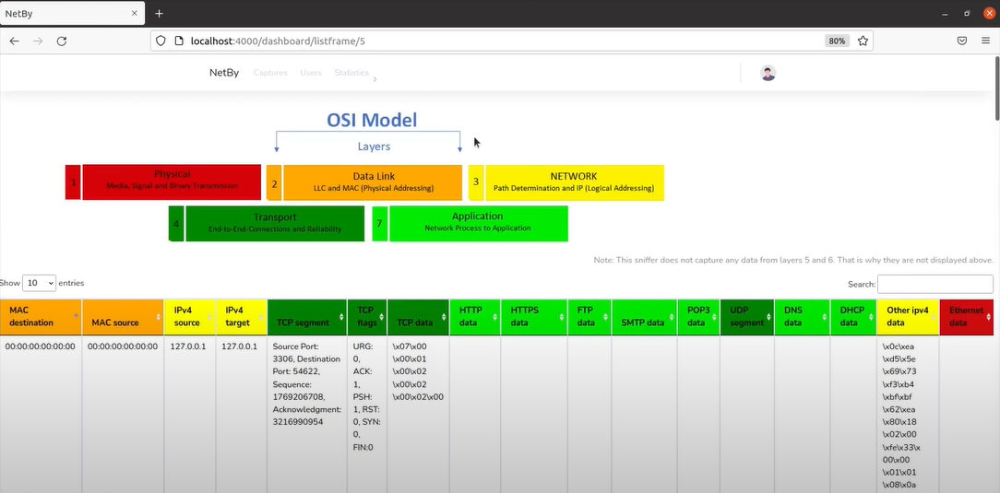 NetBy
localhost:4000/dashboard/listframe/5
80%
NetBy Captures Users Statistics
OSI Model
Layers
1 Physical
Media, Signal and Binary Transmission
2 Data Link
LLC and MAC (Physical Addressing)
3 NETWORK
Path Determination and IP (Logical Addressing)
4 Transport
End-to-End-Connections and Reliability
7 Application
Network Process to Application
Note: This sniffer does not capture any data from layers 5 and 6. That is why they are not displayed above.
Show 10 entries
Search:
MAC
destination
MAC source
IPv4
source
IPv4
target
TCP segment
TCP
flags
TCP data
HTTP
data
HTTPS
data
FTP
data
SMTP data
POP3
data
UDP
segment
DNS
data
DHCP
data
Other ipv4
data
Ethernet
data
00:00:00:00:00:00
00:00:00:00:00:00
127.0.0.1
127.0.0.1
Source Port:
3306, Destination
Port: 54622,
Sequence:
1769206708,
Acknowledgment:
3216990954
URG:
0,
ACK:
1,
PSH:
1, RST:
0, SYN:
0,
FIN:0
\x07\x00
\x00\x01
\x00\x02
\x00\x02
\x00\x02\x00
\x0c\xea
\xd5\x5e
\x69\x73
\xf3\xb4
\xbf\xbf
\x62\xea
\x80\x18
\x02\x00
\xfe\x33\x
00\x00
\x01\x01
\x08\x0a